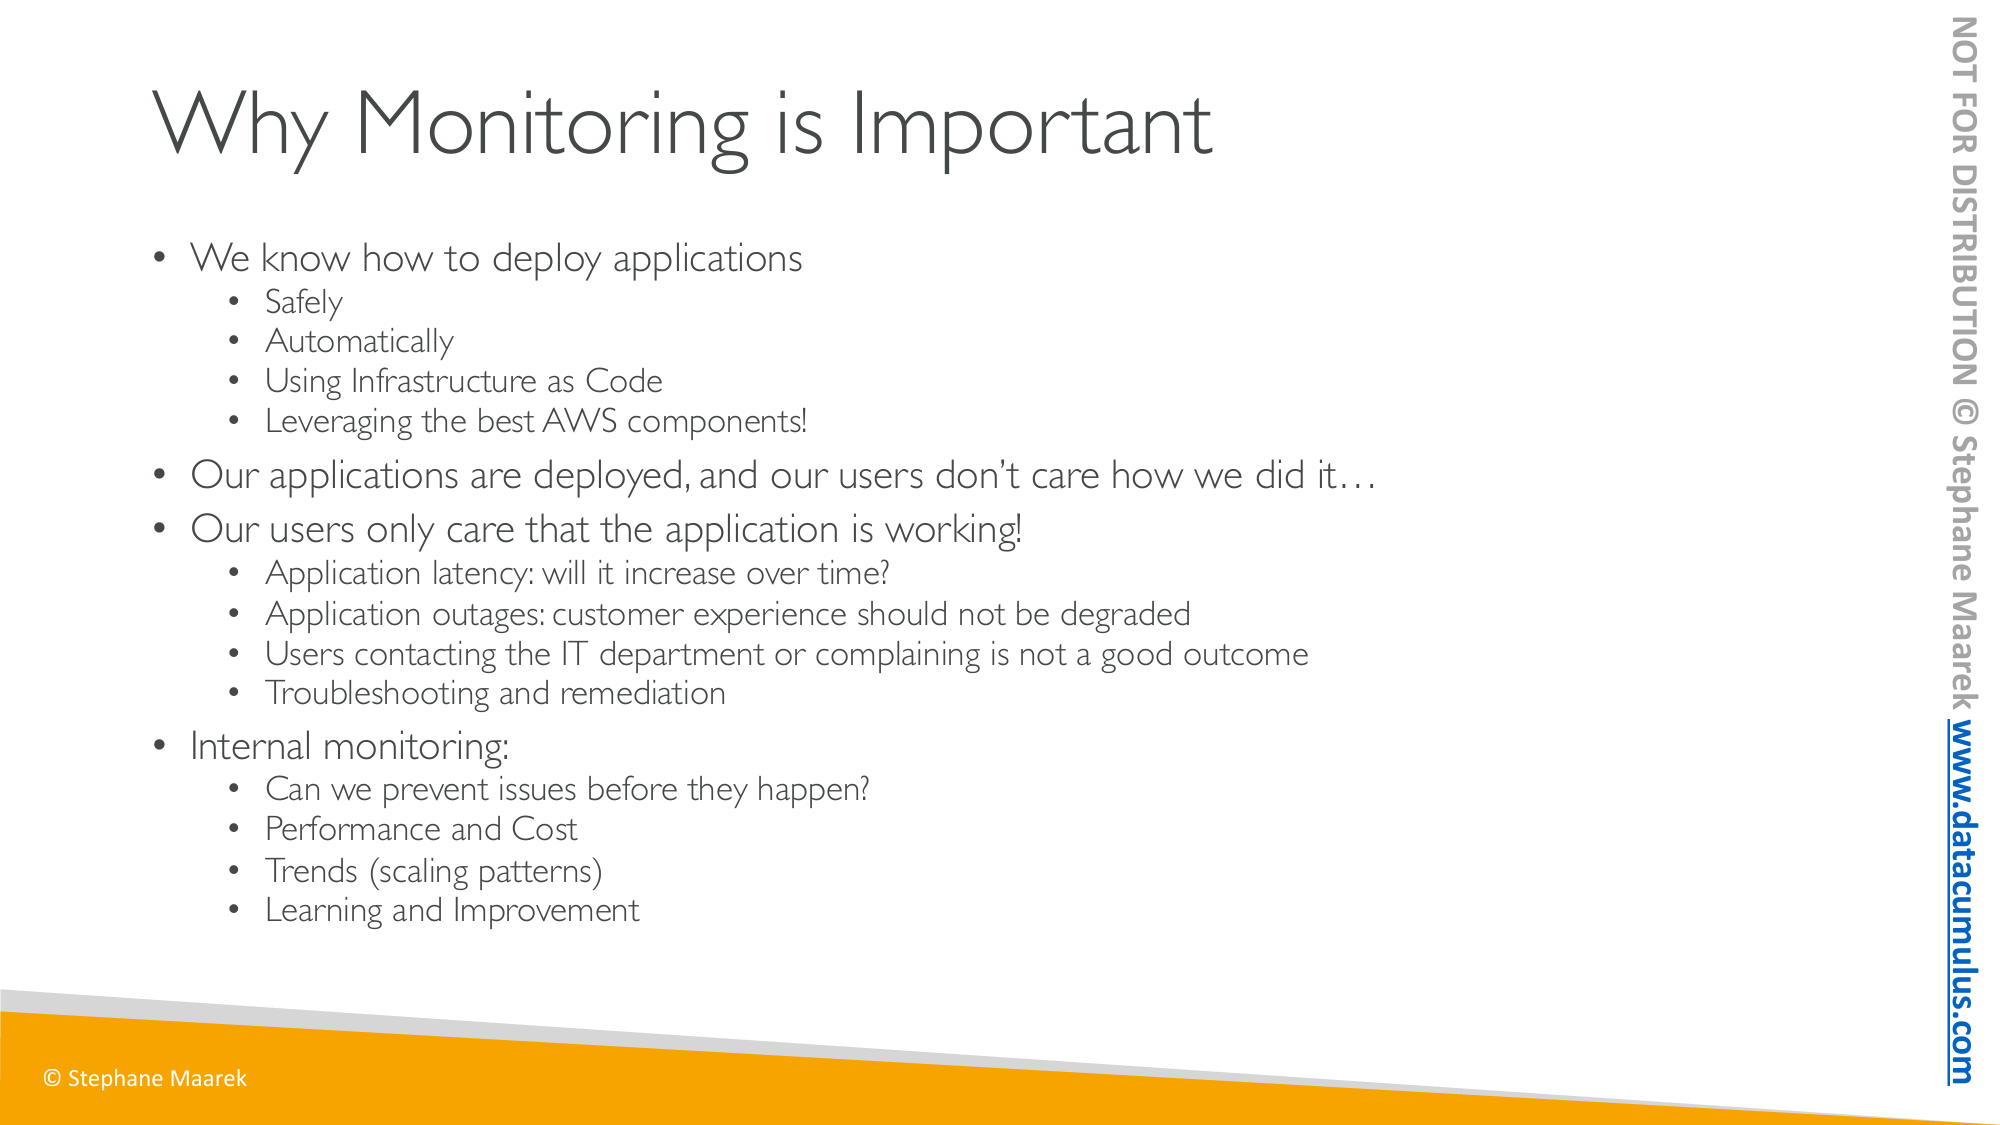 Why Monitoring is Important
• We know how to deploy applications
• Safely
• Automatically
• Using Infrastructure as Code
• Leveraging the best AWS components!
• Our applications are deployed, and our users don’t care how we did it…
• Our users only care that the application is working!
• Application latency: will it increase over time?
• Application outages: customer experience should not be degraded
• Users contacting the IT department or complaining is not a good outcome
• Troubleshooting and remediation
• Internal monitoring:
• Can we prevent issues before they happen?
• Performance and Cost
• Trends (scaling patterns)
• Learning and Improvement
© Stephane Maarek
NOT FOR DISTRIBUTION © Stephane Maarek www.datacumulus.com